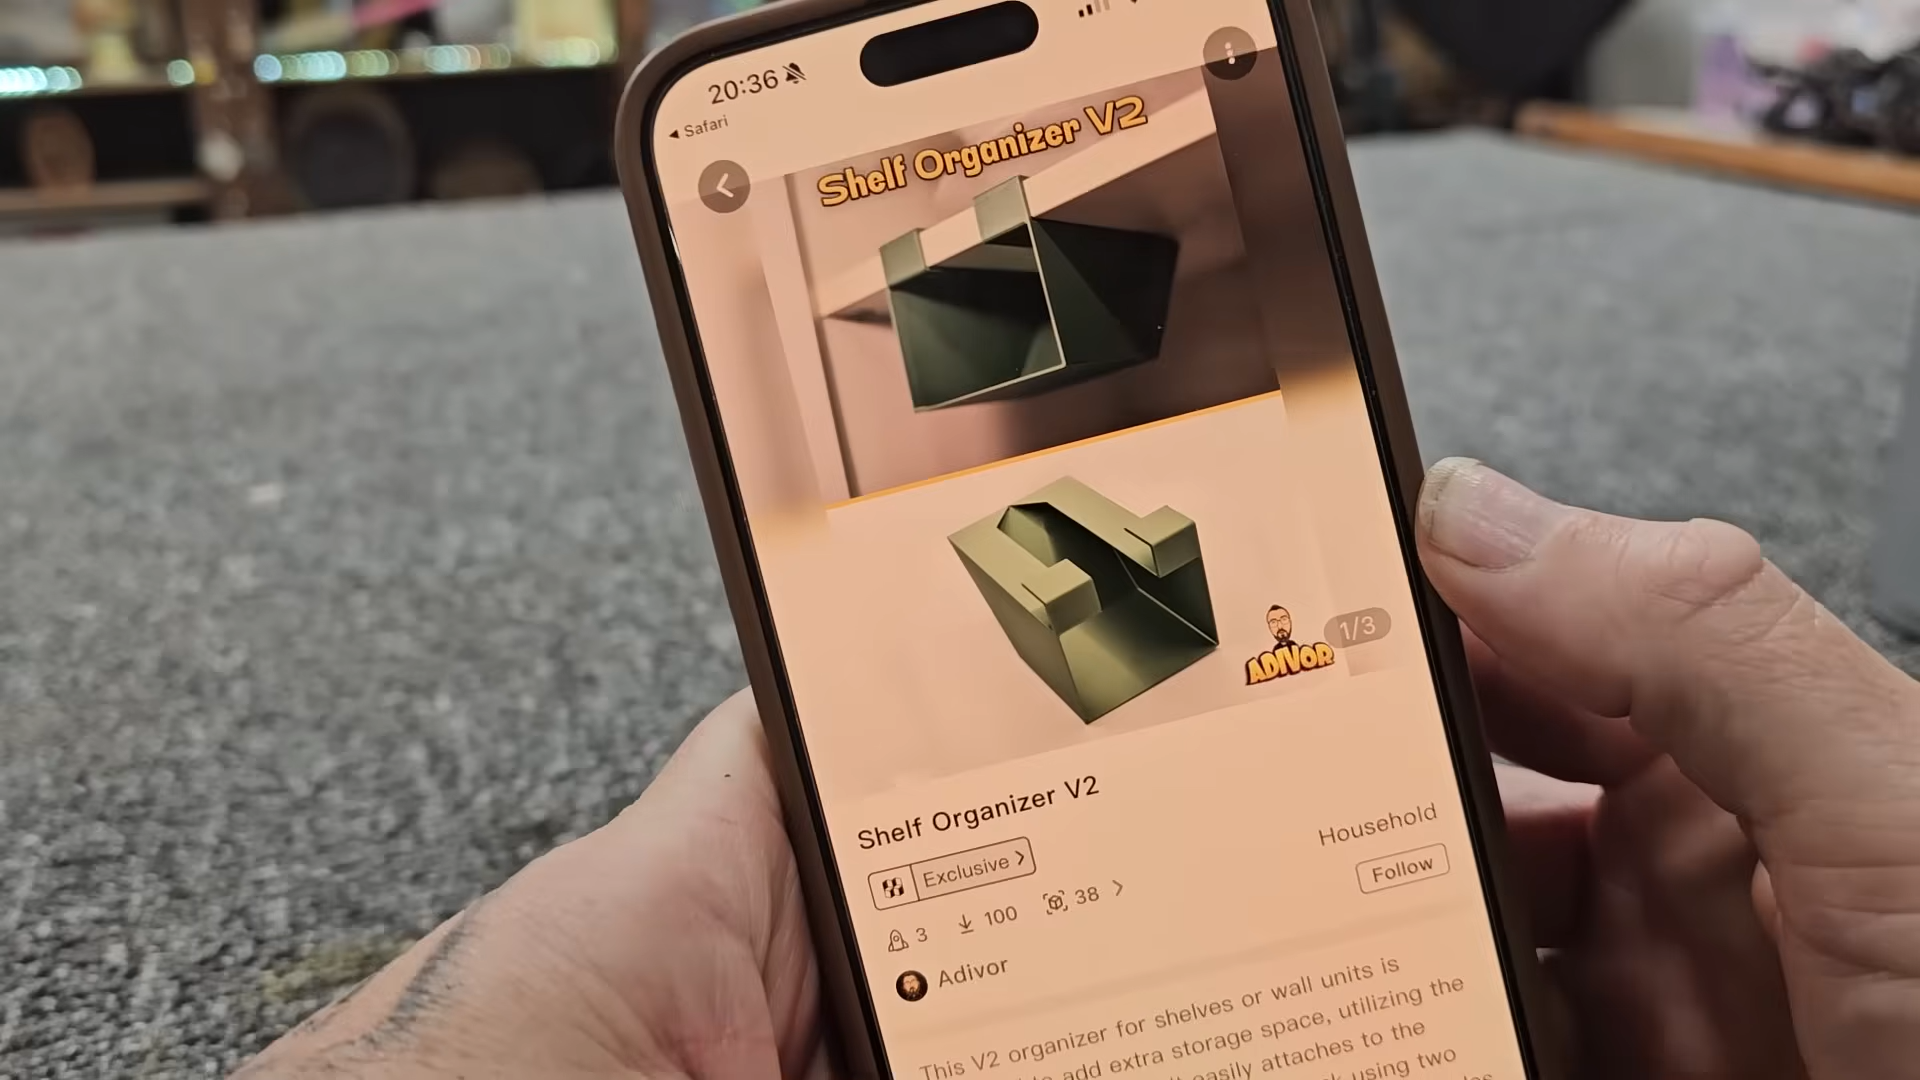 20:36
Safari
Shelf Organizer V2
ADIVOR
1/3
Shelf Organizer V2
Household
Exclusive
Follow
3 100 38
Adivor
This V2 organizer for shelves or wall units is
add extra storage space, utilizing the
easily attaches to the
using two